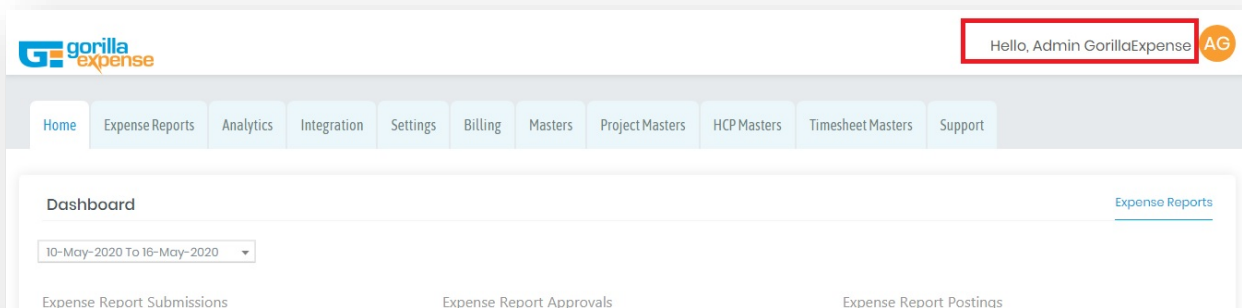 GE gorilla
expense
Hello, Admin GorillaExpense AG
Home Expense Reports Analytics Integration Settings Billing Masters Project Masters HCP Masters Timesheet Masters Support
Dashboard Expense Reports
10-May-2020 To 16-May-2020
Expense Report Submissions Expense Report Approvals Expense Report Postings